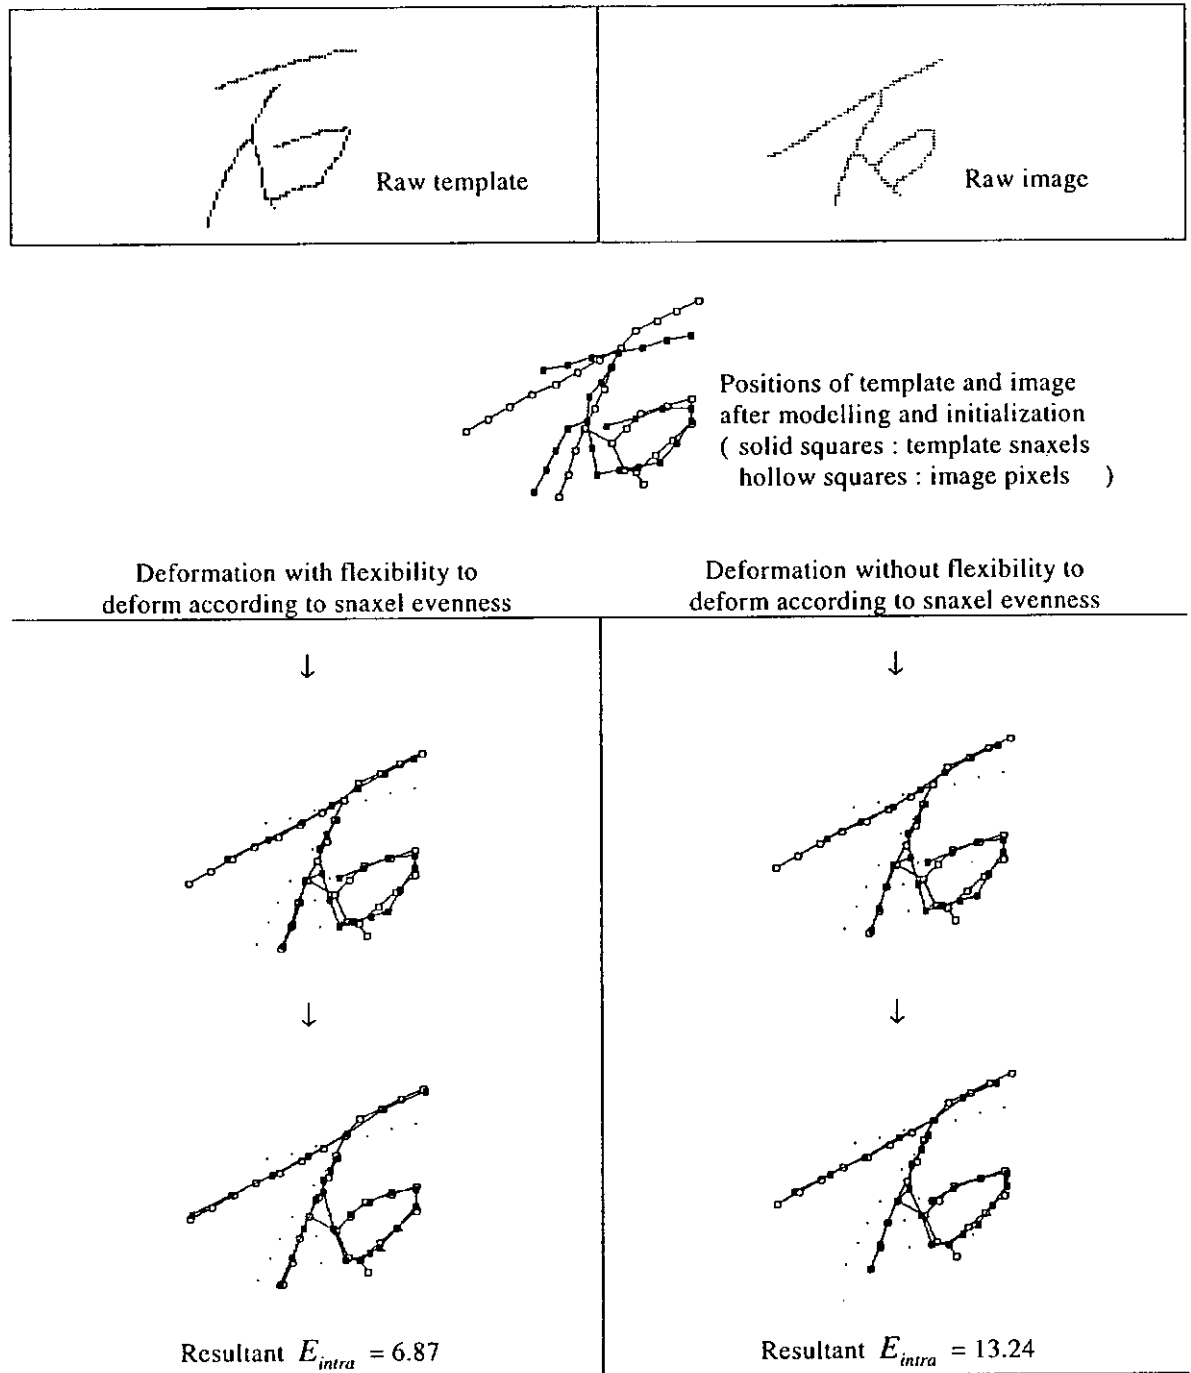 Raw template
Raw image
Positions of template and image
after modelling and initialization
( solid squares : template snaxels
hollow squares : image pixels )
Deformation with flexibility to
deform according to snaxel evenness
Deformation without flexibility to
deform according to snaxel evenness
↓
↓
↓
↓
Resultant E_intra = 6.87
Resultant E_intra = 13.24